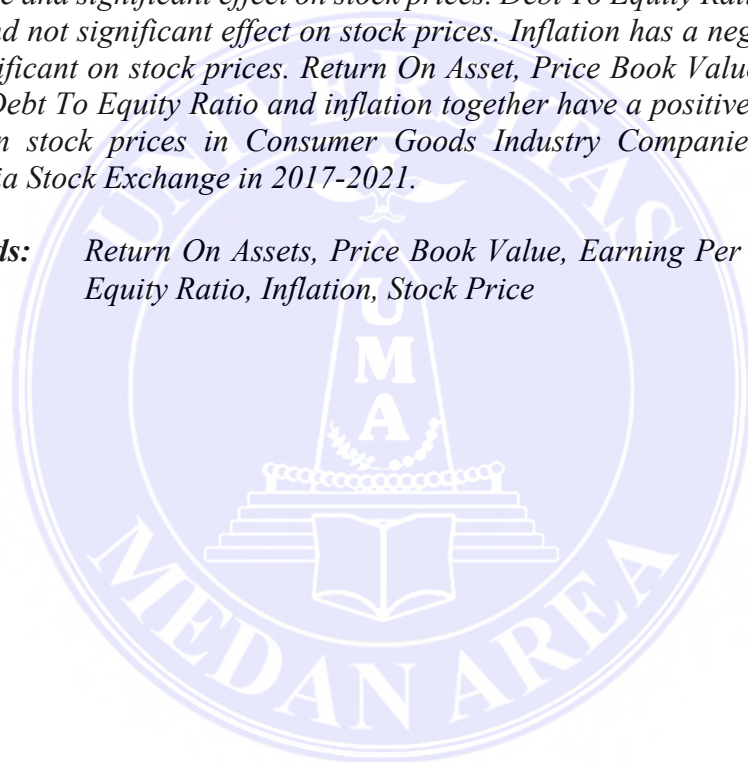 and significant effect on stock prices. Debt To Equity Rati
not significant effect on stock prices. Inflation has a neg
ificant on stock prices. Return On Asset, Price Book Value
Debt To Equity Ratio and inflation together have a positive
n stock prices in Consumer Goods Industry Companie
ia Stock Exchange in 2017-2021.
ds: Return On Assets, Price Book Value, Earning Per
Equity Ratio, Inflation, Stock Price
UNIVERSITAS
UMA
MEDAN AREA